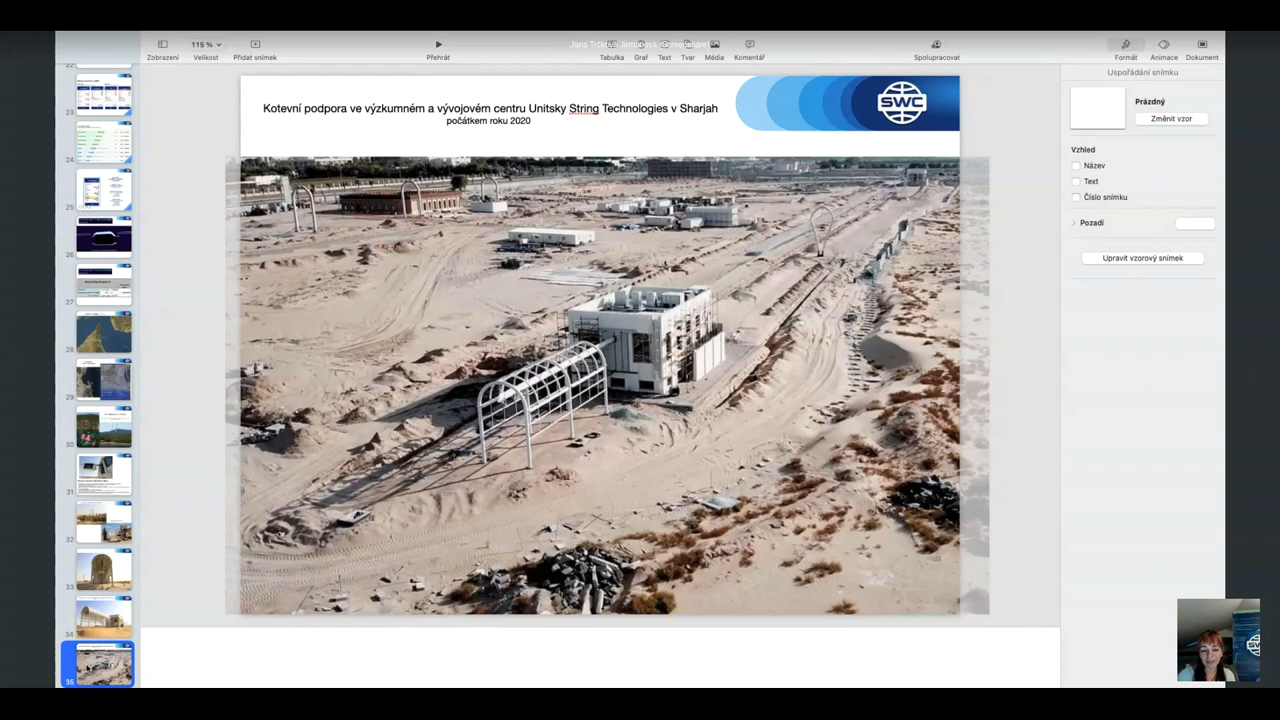 115 %
Jana Trčková Jirmusová (Screenshare)
Zobrazení
Velikost
Přidat snímek
Přehrát
Tabulka
Graf
Text
Tvar
Média
Komentář
Spolupracovat
Formát
Animace
Dokument
Uspořádání snímku
Prázdný
Změnit vzor
Vzhled
Název
Text
Číslo snímku
Pozadí
Upravit vzorový snímek
Kotevní podpora ve výzkumném a vývojovém centru Unitsky String Technologies v Sharjah
počátkem roku 2020
SWC
22
23
24
25
26
27
28
29
30
31
32
33
34
35